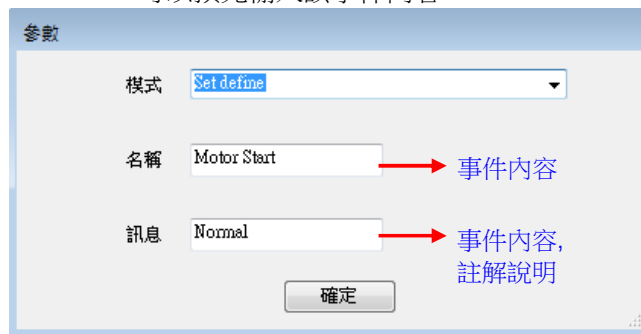 參數
模式 Set define
名稱 Motor Start 事件內容
訊息 Normal 事件內容,
註解說明
確定